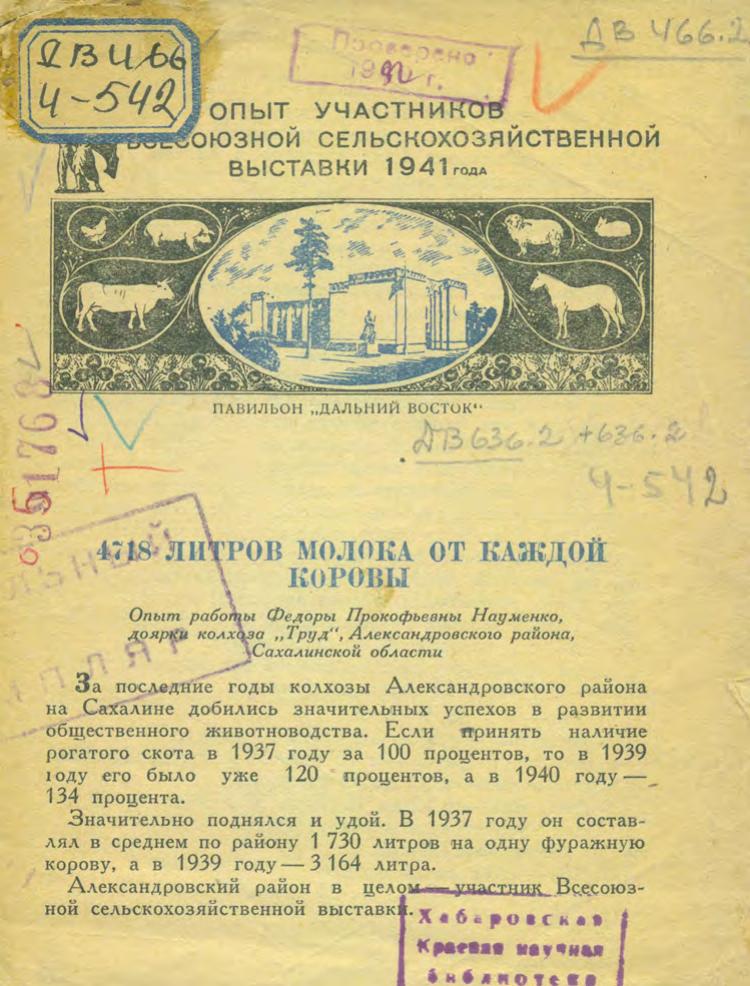 ДВ 466
Ч-542
Проверено
19 г.
ДВ 466.2
ОПЫТ УЧАСТНИКОВ
ВСЕСОЮЗНОЙ СЕЛЬСКОХОЗЯЙСТВЕННОЙ
ВЫСТАВКИ 1941 ГОДА
ПАВИЛЬОН „ДАЛЬНИЙ ВОСТОК“
ДВ 636.2 + 636.2
Ч-542
4718 ЛИТРОВ МОЛОКА ОТ КАЖДОЙ
КОРОВЫ
Опыт работы Федоры Прокофьевны Науменко,
доярки колхоза „Труд“, Александровского района,
Сахалинской области
За последние годы колхозы Александровского района
на Сахалине добились значительных успехов в развитии
общественного животноводства. Если принять наличие
рогатого скота в 1937 году за 100 процентов, то в 1939
году его было уже 120 процентов, а в 1940 году —
134 процента.
Значительно поднялся и удой. В 1937 году он состав-
лял в среднем по району 1 730 литров на одну фуражную
корову, а в 1939 году — 3 164 литра.
Александровский район в целом — участник Всесоюз-
ной сельскохозяйственной выставки.
Хабаровская
Краевая научная
библиотека